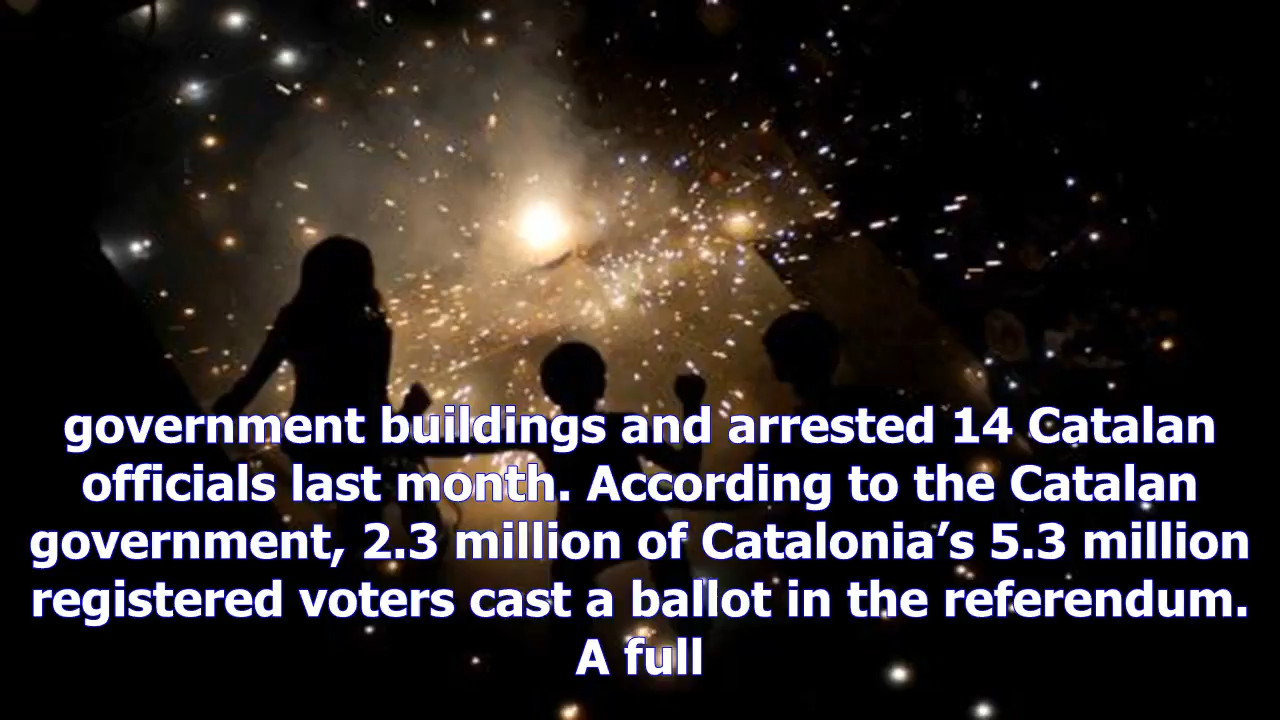 government buildings and arrested 14 Catalan
officials last month. According to the Catalan
government, 2.3 million of Catalonia’s 5.3 million
registered voters cast a ballot in the referendum.
A full